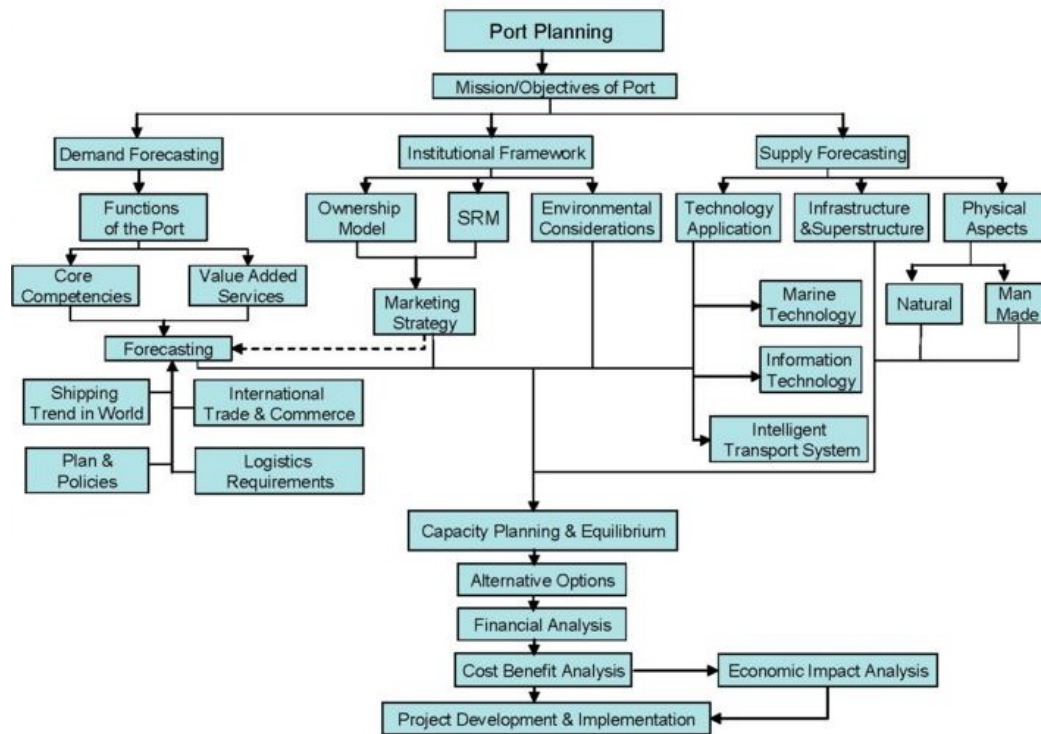 Port Planning
Mission/Objectives of Port
Demand Forecasting
Institutional Framework
Supply Forecasting
Functions
of the Port
Ownership
Model
SRM
Environmental
Considerations
Technology
Application
Infrastructure
&Superstructure
Physical
Aspects
Core
Competencies
Value Added
Services
Marketing
Strategy
Marine
Technology
Natural
Man
Made
Forecasting
Information
Technology
Shipping
Trend in World
International
Trade & Commerce
Intelligent
Transport System
Plan &
Policies
Logistics
Requirements
Capacity Planning & Equilibrium
Alternative Options
Financial Analysis
Cost Benefit Analysis
Economic Impact Analysis
Project Development & Implementation